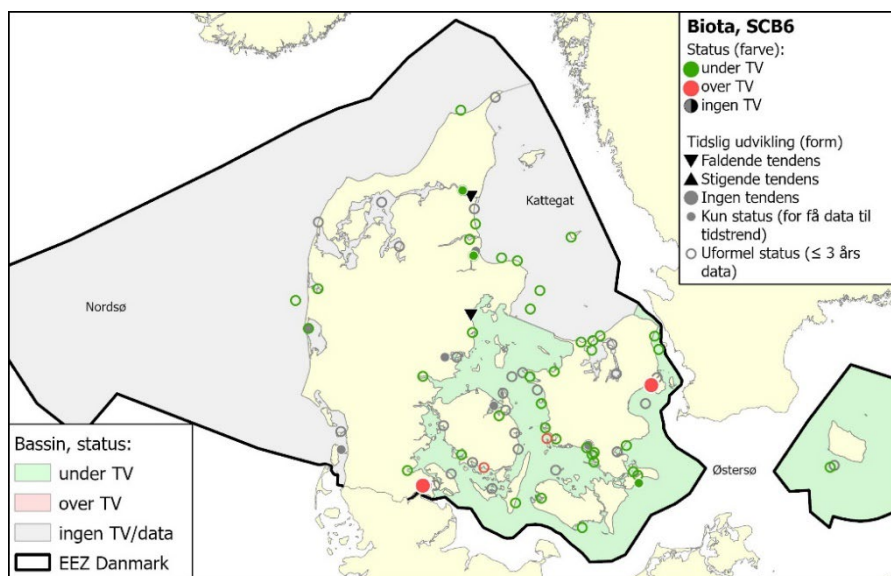 Biota, SCB6
Status (farve):
under TV
over TV
ingen TV
Tidslig udvikling (form)
Faldende tendens
Stigende tendens
Ingen tendens
Kun status (for få data til
tidstrend)
Uformel status (≤ 3 års
data)
Kattegat
Nordsø
Østersø
Bassin, status:
under TV
over TV
ingen TV/data
EEZ Danmark